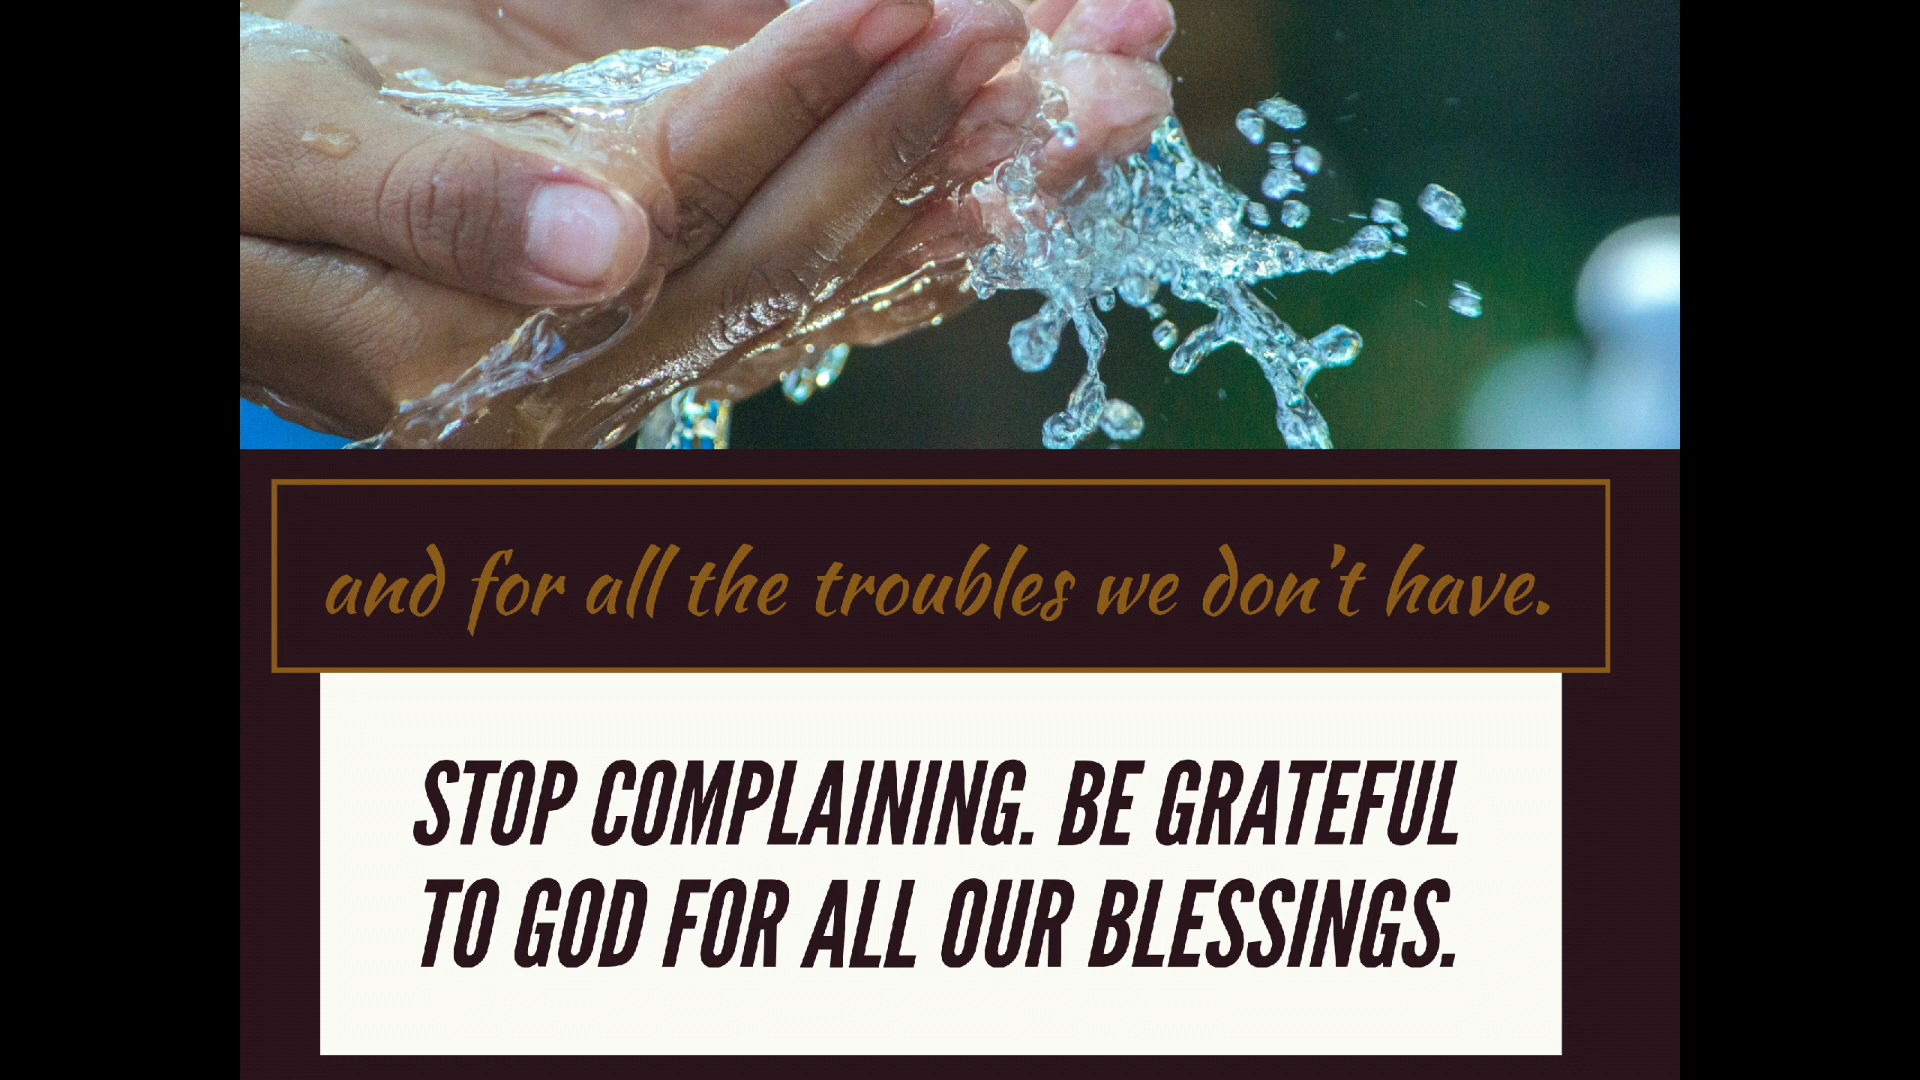 and for all the troubles we don't have.
STOP COMPLAINING. BE GRATEFUL
TO GOD FOR ALL OUR BLESSINGS.